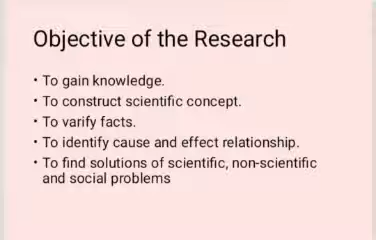 Objective of the Research
• To gain knowledge.
• To construct scientific concept.
• To varify facts.
• To identify cause and effect relationship.
• To find solutions of scientific, non-scientific
and social problems